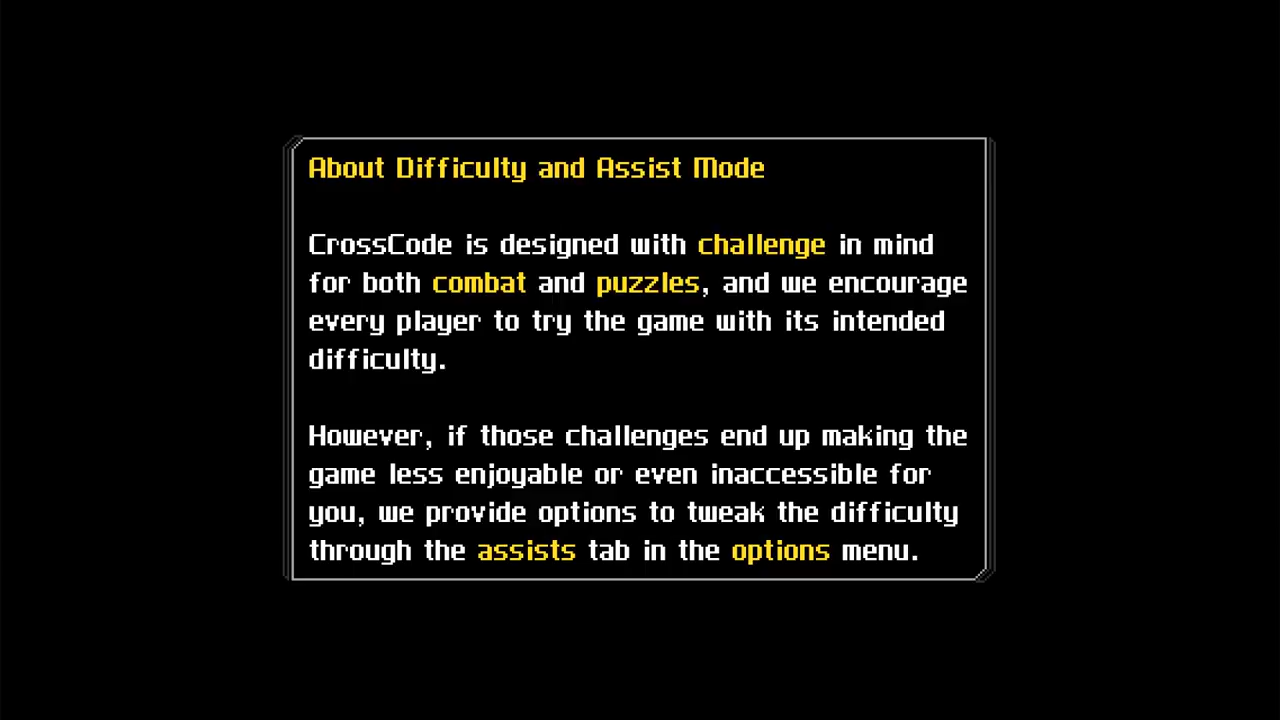 About Difficulty and Assist Mode
CrossCode is designed with challenge in mind
for both combat and puzzles, and we encourage
every player to try the game with its intended
difficulty.
However, if those challenges end up making the
game less enjoyable or even inaccessible for
you, we provide options to tweak the difficulty
through the assists tab in the options menu.